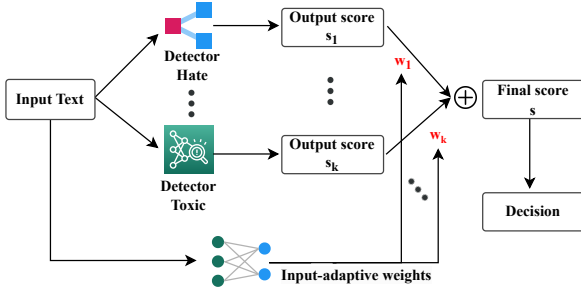 Input Text
Detector
Hate
Output score
s1
w1
Detector
Toxic
Output score
sk
wk
Final score
s
Decision
Input-adaptive weights